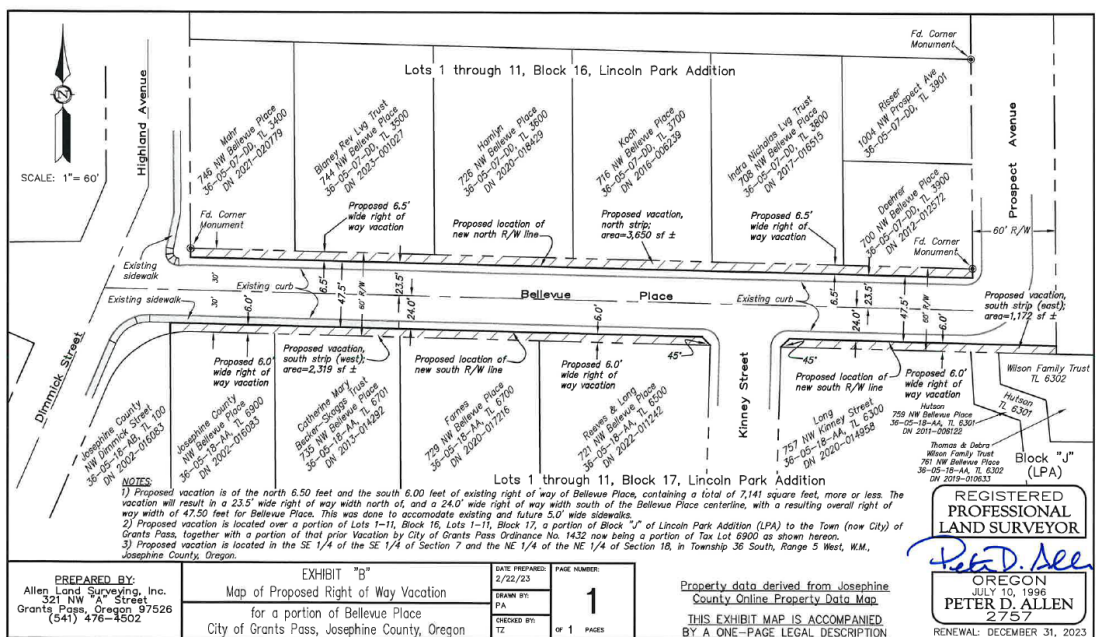 Fd. Corner
Monument
Lots 1 through 11, Block 16, Lincoln Park Addition
Highland Avenue
N
SCALE: 1"= 60'
Mahr
746 NW Bellevue Place
36-05-07-DD, TL 3400
DN 2021-020779
Blaney Rev Lvg Trust
744 NW Bellevue Place
36-05-07-DD, TL 3500
DN 2023-001027
Hamlyn
726 NW Bellevue Place
36-05-07-DD, TL 3600
DN 2020-018429
Koch
716 NW Bellevue Place
36-05-07-DD, TL 3700
DN 2016-006239
Indra Nicholas Lvg Trust
708 NW Bellevue Place
36-05-07-DD, TL 3800
DN 2017-016515
Risser
1004 NW Prospect Ave
36-05-07-DD, TL 3901
Doehrer
700 NW Bellevue Place
36-05-07-DD, TL 3900
DN 2012-012572
Prospect Avenue
60' R/W
Fd. Corner
Monument
Proposed 6.5'
wide right of
way vacation
Proposed location of
new north R/W line
Proposed vacation,
north strip;
area=3,650 sf ±
Proposed 6.5'
wide right of
way vacation
Fd. Corner
Monument
Existing
sidewalk
30'
30'
Existing curb
6.5'
47.5'
60' R/W
23.5'
24.0'
Bellevue Place
Existing curb
6.5'
23.5'
24.0'
47.5'
60' R/W
6.0'
Proposed vacation,
south strip (east);
area=1,172 sf ±
Existing sidewalk
6.0'
6.0'
Dimmick Street
Proposed 6.0'
wide right of
way vacation
Proposed vacation,
south strip (west);
area=2,319 sf ±
Proposed location of
new south R/W line
Proposed 6.0'
wide right of
way vacation
45'
45'
Kinney Street
Proposed location of
new south R/W line
Proposed 6.0'
wide right of
way vacation
Wilson Family Trust
TL 6302
Hutson
TL 6301
Josephine County
NW Dimmick Street
36-05-18-AB, TL 100
DN 2002-016083
Josephine County
NW Bellevue Place
36-05-18-AA, TL 6900
DN 2002-016083
Catherine Mary
Becker-Skaggs Trust
735 NW Bellevue Place
36-05-18-AA, TL 6701
DN 2013-014292
Farnes
729 NW Bellevue Place
36-05-18-AA, TL 6700
DN 2020-017216
Reeves & Long
721 NW Bellevue Place
36-05-18-AA, TL 6500
DN 2022-011242
Long
757 NW Kinney Street
36-05-18-AA, TL 6300
DN 2020-014958
Hutson
759 NW Bellevue Place
36-05-18-AA, TL 6301
DN 2011-006122
Thomas & Debra
Wilson Family Trust
761 NW Bellevue Place
36-05-18-AA, TL 6302
DN 2019-010633
Block "J"
(LPA)
Lots 1 through 11, Block 17, Lincoln Park Addition
NOTES:
1) Proposed vacation is of the north 6.50 feet and the south 6.00 feet of existing right of way of Bellevue Place, containing a total of 7,141 square feet, more or less. The
vacation will result in a 23.5' wide right of way width north of, and a 24.0' wide right of way width south of the Bellevue Place centerline, with a resulting overall right of
way width of 47.50 feet for Bellevue Place. This was done to accomodate existing and future 5.0' wide sidewalks.
2) Proposed vacation is located over a portion of Lots 1-11, Block 16, Lots 1-11, Block 17, a portion of Block "J" of Lincoln Park Addition (LPA) to the Town (now City) of
Grants Pass, together with a portion of that prior Vacation by City of Grants Pass Ordinance No. 1432 now being a portion of Tax Lot 6900 as shown hereon.
3) Proposed vacation is located in the SE 1/4 of the SE 1/4 of Section 7 and the NE 1/4 of the NE 1/4 of Section 18, in Township 36 South, Range 5 West, W.M.,
Josephine County, Oregon.
REGISTERED
PROFESSIONAL
LAND SURVEYOR
Peter D. Allen
OREGON
JULY 10, 1996
PETER D. ALLEN
2757
RENEWAL: DECEMBER 31, 2023
PREPARED BY:
Allen Land Surveying, Inc.
321 NW "A" Street
Grants Pass, Oregon 97526
(541) 476-4502
EXHIBIT "B"
Map of Proposed Right of Way Vacation
for a portion of Bellevue Place
City of Grants Pass, Josephine County, Oregon
DATE PREPARED:
2/22/23
DRAWN BY:
PA
CHECKED BY:
TZ
PAGE NUMBER:
1
OF 1 PAGES
Property data derived from Josephine
County Online Property Data Map
THIS EXHIBIT MAP IS ACCOMPANIED
BY A ONE-PAGE LEGAL DESCRIPTION